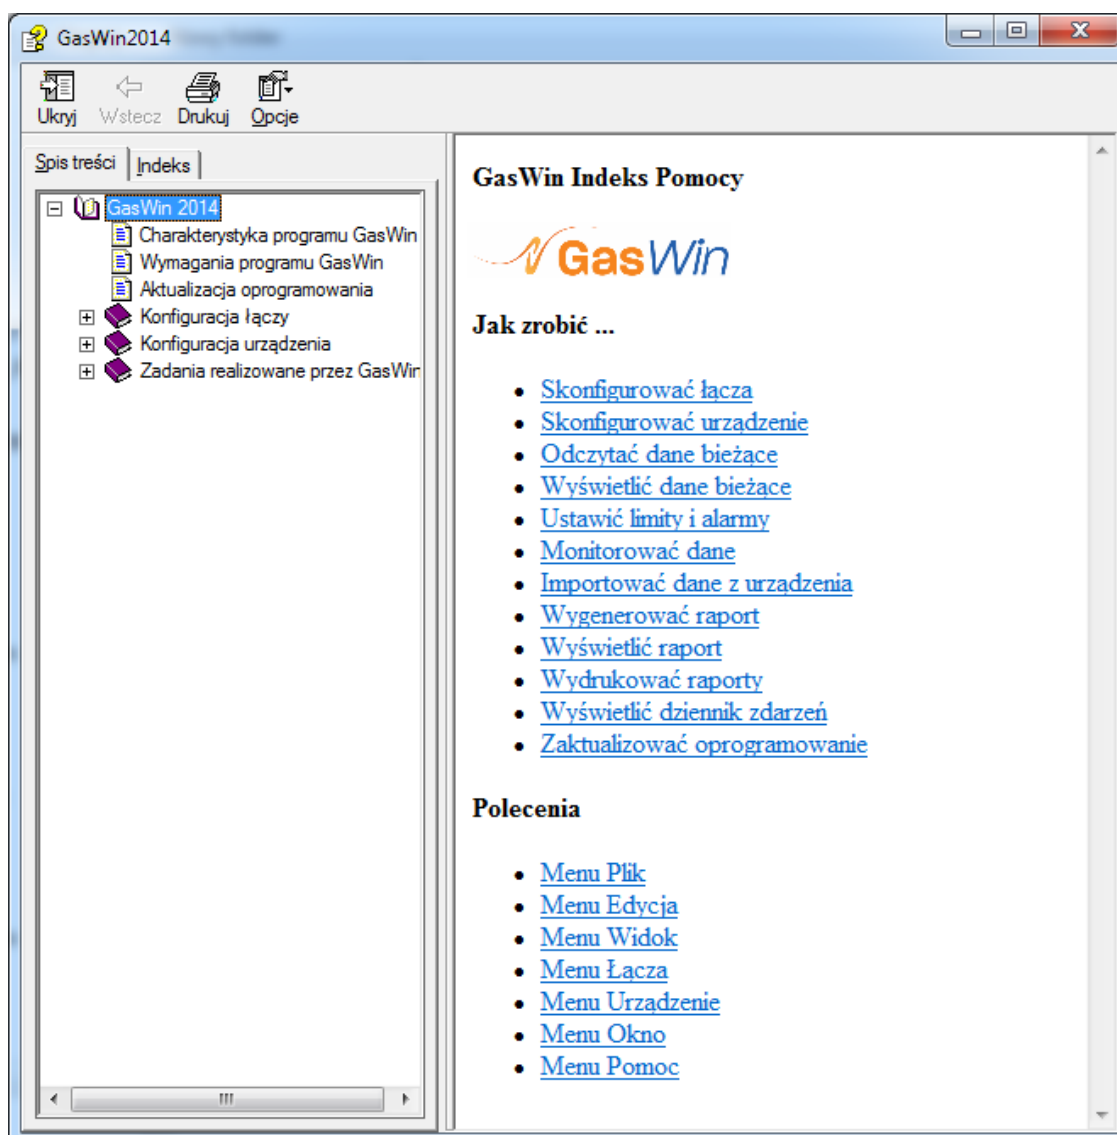 GasWin2014
Ukryj Wstecz Drukuj Opcje
Spis treści Indeks
GasWin 2014
Charakterystyka programu GasWin
Wymagania programu GasWin
Aktualizacja oprogramowania
Konfiguracja łączy
Konfiguracja urządzenia
Zadania realizowane przez GasWin
GasWin Indeks Pomocy
GasWin
Jak zrobić ...
Skonfigurować łącza
Skonfigurować urządzenie
Odczytać dane bieżące
Wyświetlić dane bieżące
Ustawić limity i alarmy
Monitorować dane
Importować dane z urządzenia
Wygenerować raport
Wyświetlić raport
Wydrukować raporty
Wyświetlić dziennik zdarzeń
Zaktualizować oprogramowanie
Polecenia
Menu Plik
Menu Edycja
Menu Widok
Menu Łącza
Menu Urządzenie
Menu Okno
Menu Pomoc